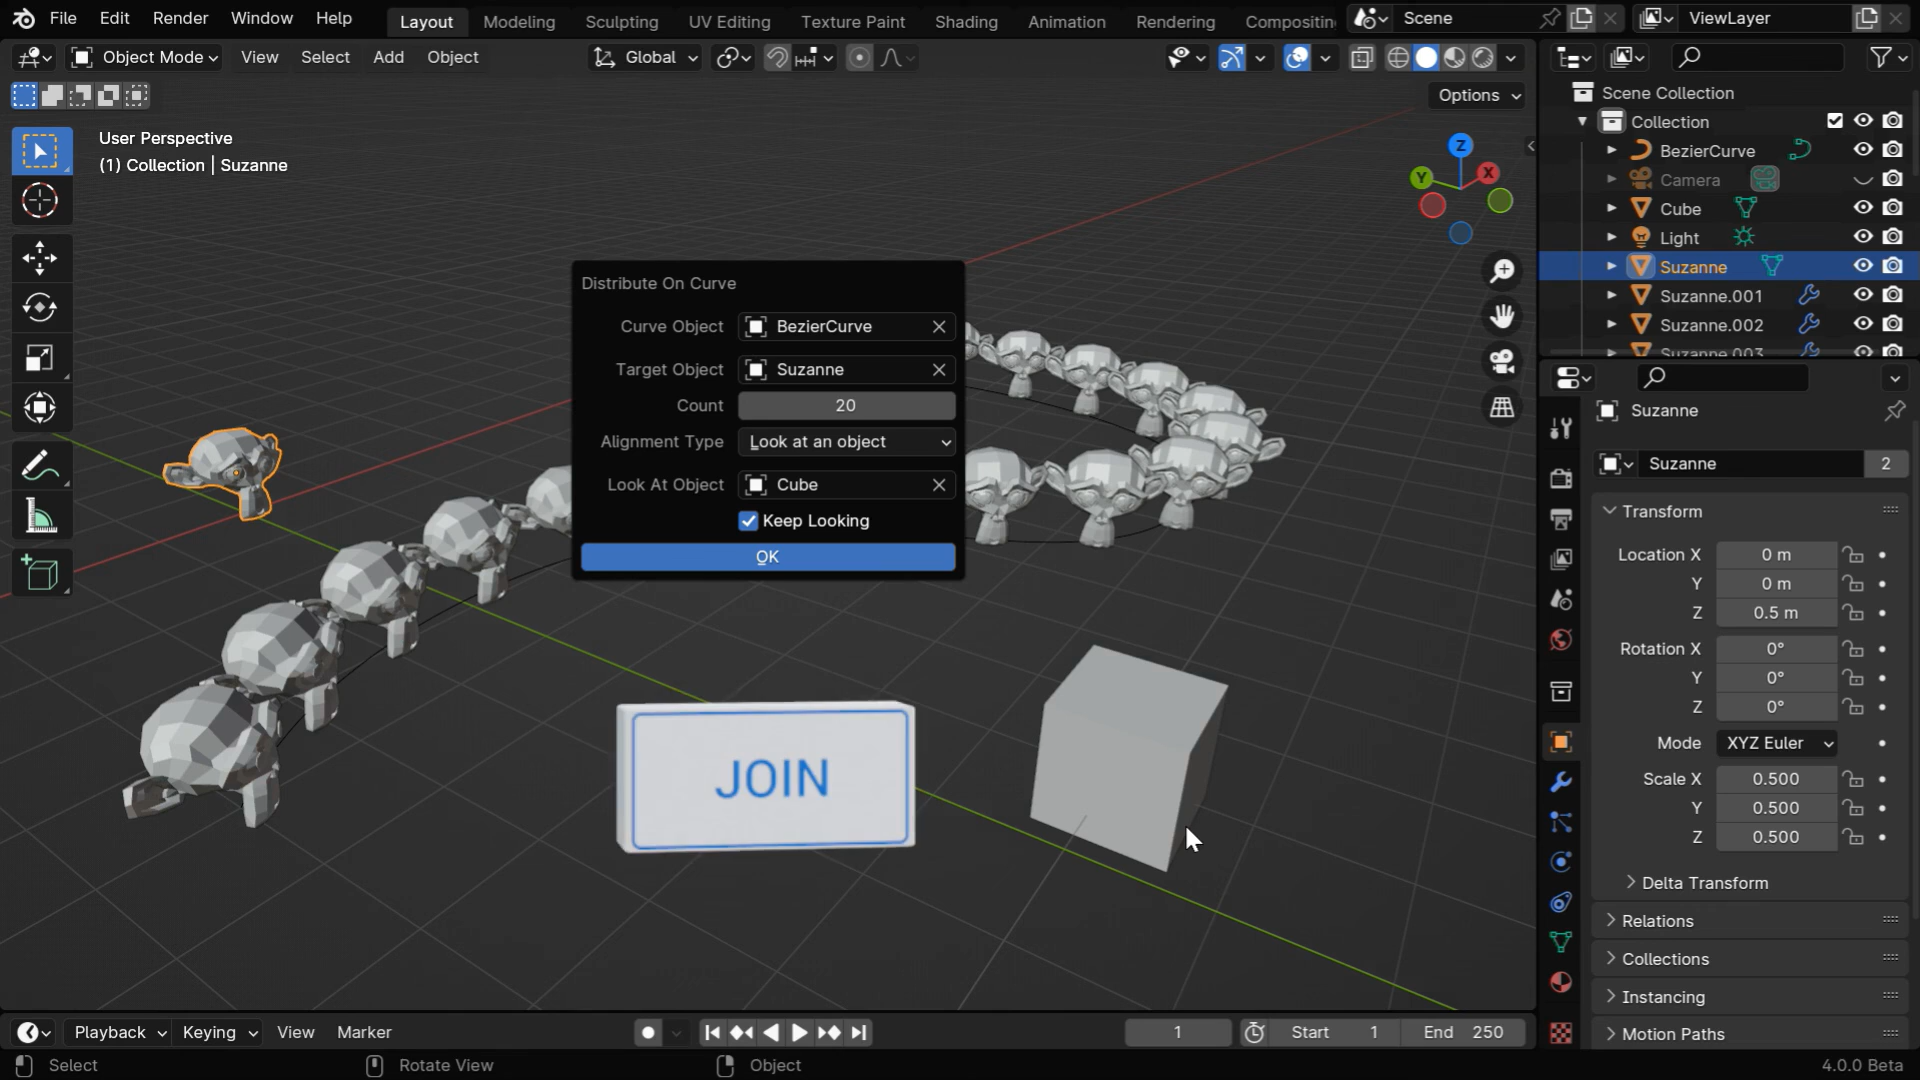 File Edit Render Window Help
Layout Modeling Sculpting UV Editing Texture Paint Shading Animation Rendering
Scene
ViewLayer
Object Mode View Select Add Object
Global
Options
User Perspective
(1) Collection | Suzanne
Z
Y
X
Scene Collection
Collection
BezierCurve
Camera
Cube
Light
Suzanne
Suzanne.001
Suzanne.002
Suzanne.003
Distribute On Curve
Curve Object BezierCurve
Target Object Suzanne
Count 20
Alignment Type Look at an object
Look At Object Cube
Keep Looking
OK
JOIN
Suzanne
Suzanne 2
Transform
Location X 0 m
Y 0 m
Z 0.5 m
Rotation X 0°
Y 0°
Z 0°
Mode XYZ Euler
Scale X 0.500
Y 0.500
Z 0.500
Delta Transform
Relations
Collections
Instancing
Motion Paths
Playback Keying View Marker
1
Start 1
End 250
Select
Rotate View
Object
4.0.0 Beta